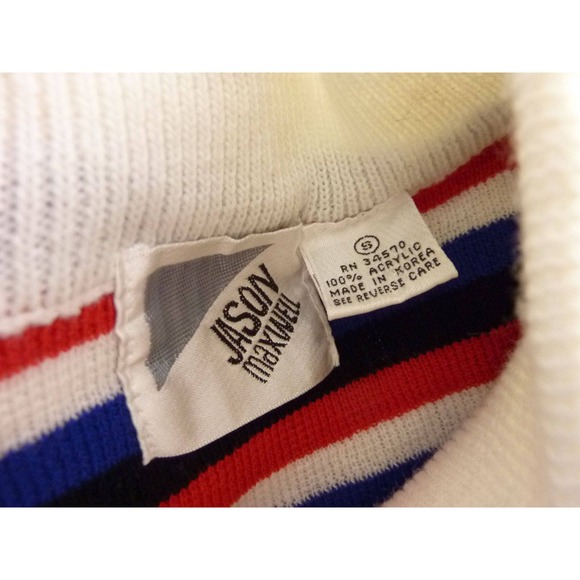 JASON
maxwell
S
RN 34570
100% ACRYLIC
MADE IN KOREA
SEE REVERSE CARE